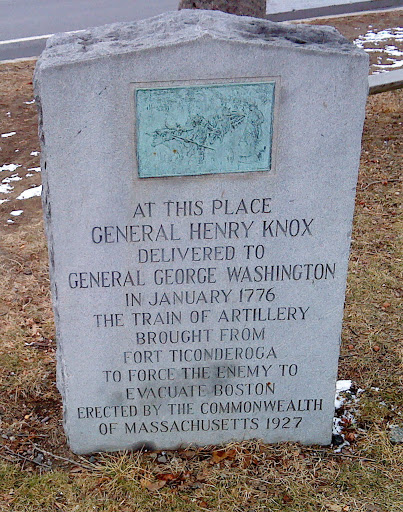 AT THIS PLACE
GENERAL HENRY KNOX
DELIVERED TO
GENERAL GEORGE WASHINGTON
IN JANUARY 1776
THE TRAIN OF ARTILLERY
BROUGHT FROM
FORT TICONDEROGA
TO FORCE THE ENEMY TO
EVACUATE BOSTON
ERECTED BY THE COMMONWEALTH
OF MASSACHUSETTS 1927